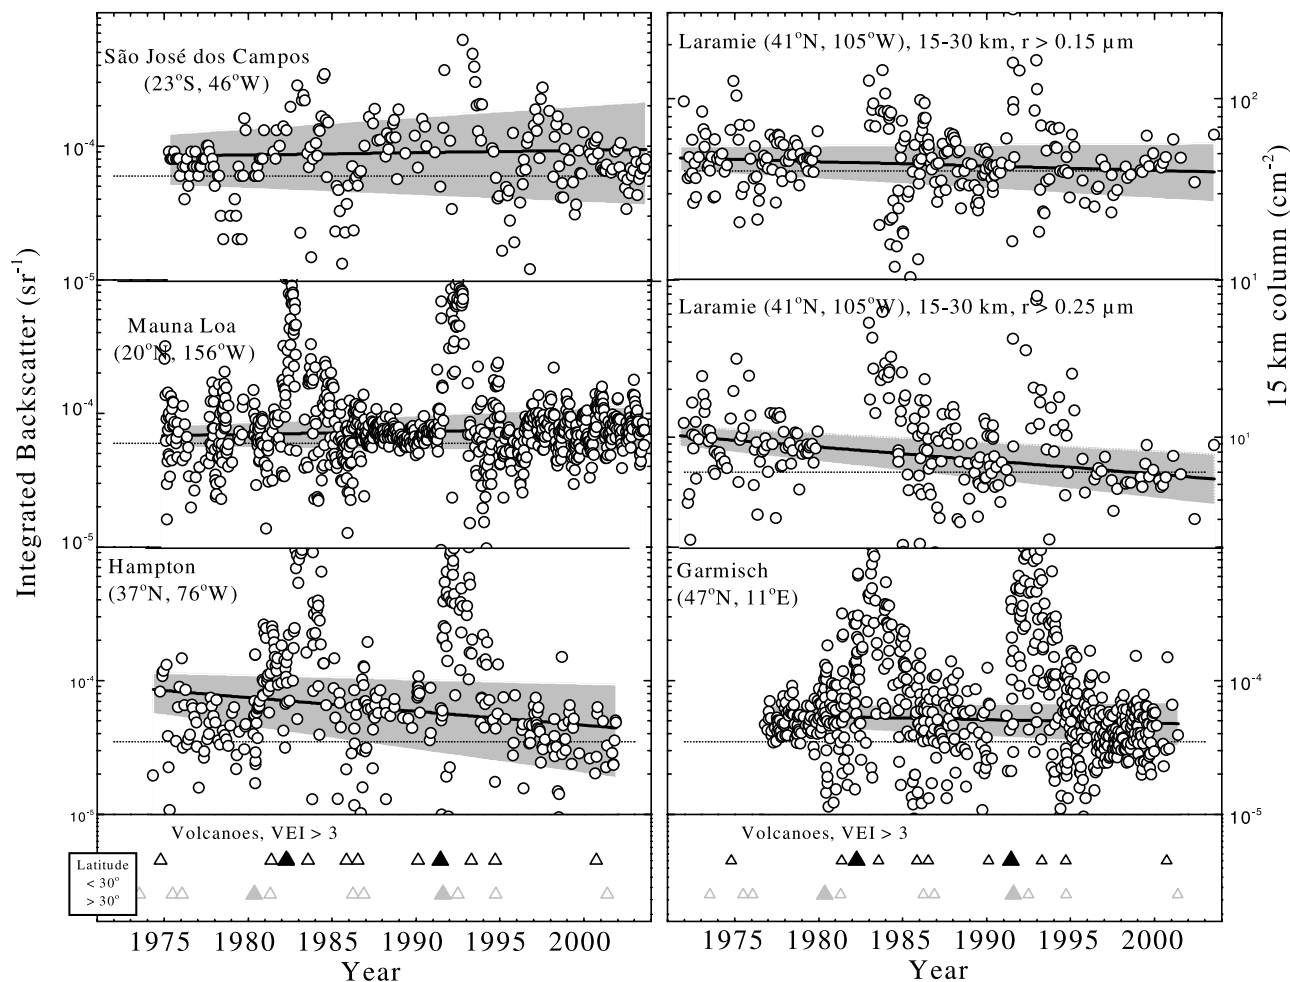 São José dos Campos
(23°S, 46°W)
10⁻⁴
10⁻⁵
Mauna Loa
(20°N, 156°W)
10⁻⁴
10⁻⁵
Hampton
(37°N, 76°W)
10⁻⁴
10⁻⁵
Integrated Backscatter (sr⁻¹)
Volcanoes, VEI > 3
Latitude
< 30°
> 30°
1975 1980 1985 1990 1995 2000
Year
Laramie (41°N, 105°W), 15-30 km, r > 0.15 µm
10²
10¹
Laramie (41°N, 105°W), 15-30 km, r > 0.25 µm
10¹
15 km column (cm⁻²)
Garmisch
(47°N, 11°E)
10⁻⁴
10⁻⁵
Volcanoes, VEI > 3
1975 1980 1985 1990 1995 2000
Year